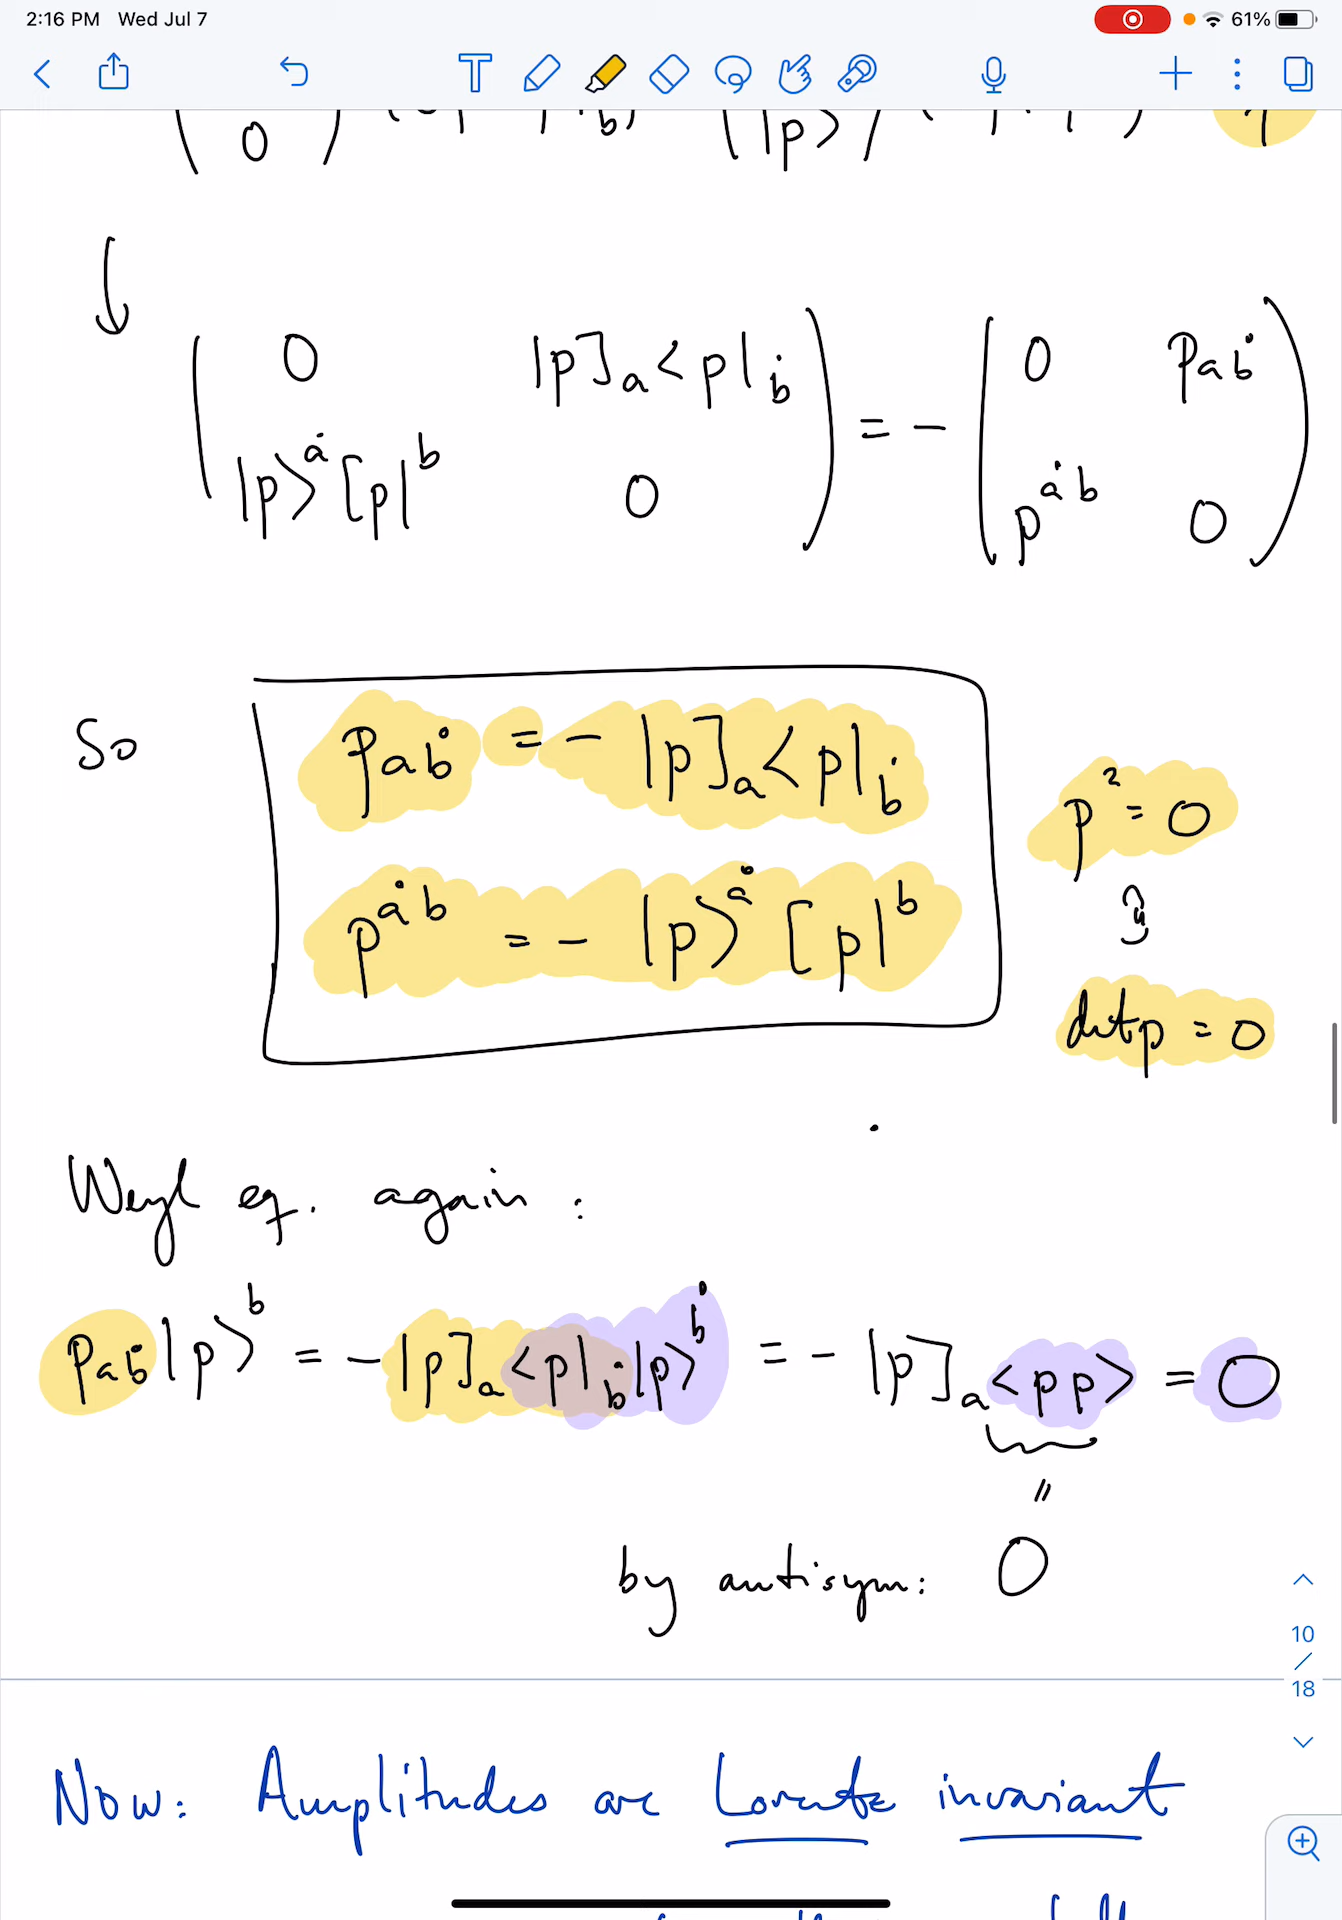 2:16 PM Wed Jul 7 61%
T
0 ḃ |p⟩
↓
( 0 |p]ₐ⟨p|_ḃ ; |p⟩^ȧ [p|^b 0 ) = − ( 0 p_aḃ ; p^ȧb 0 )
So
p_aḃ = − |p]ₐ⟨p|_ḃ
p² = 0
p^ȧb = − |p⟩^ȧ [p|^b
det p = 0
Weyl eq. again :
p_aḃ |p⟩^b = − |p]ₐ⟨p|_ḃ |p⟩^ḃ = − |p]ₐ⟨p p⟩ = 0
"
by antisym: 0
10
/
18
Now: Amplitudes are Lorentz invariant